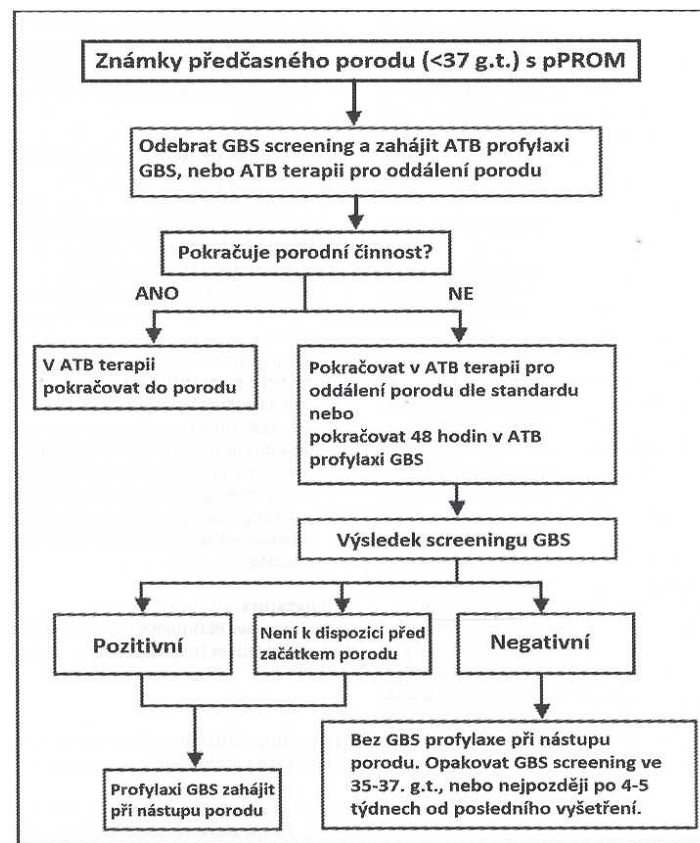 Známky předčasného porodu (<37 g.t.) s pPROM
Odebrat GBS screening a zahájit ATB profylaxi
GBS, nebo ATB terapii pro oddálení porodu
Pokračuje porodní činnost?
ANO
NE
V ATB terapii
pokračovat do porodu
Pokračovat v ATB terapii pro
oddálení porodu dle standardu
nebo
pokračovat 48 hodin v ATB
profylaxi GBS
Výsledek screeningu GBS
Pozitivní
Není k dispozici před
začátkem porodu
Negativní
Profylaxi GBS zahájit
při nástupu porodu
Bez GBS profylaxe při nástupu
porodu. Opakovat GBS screening ve
35-37. g.t., nebo nejpozději po 4-5
týdnech od posledního vyšetření.